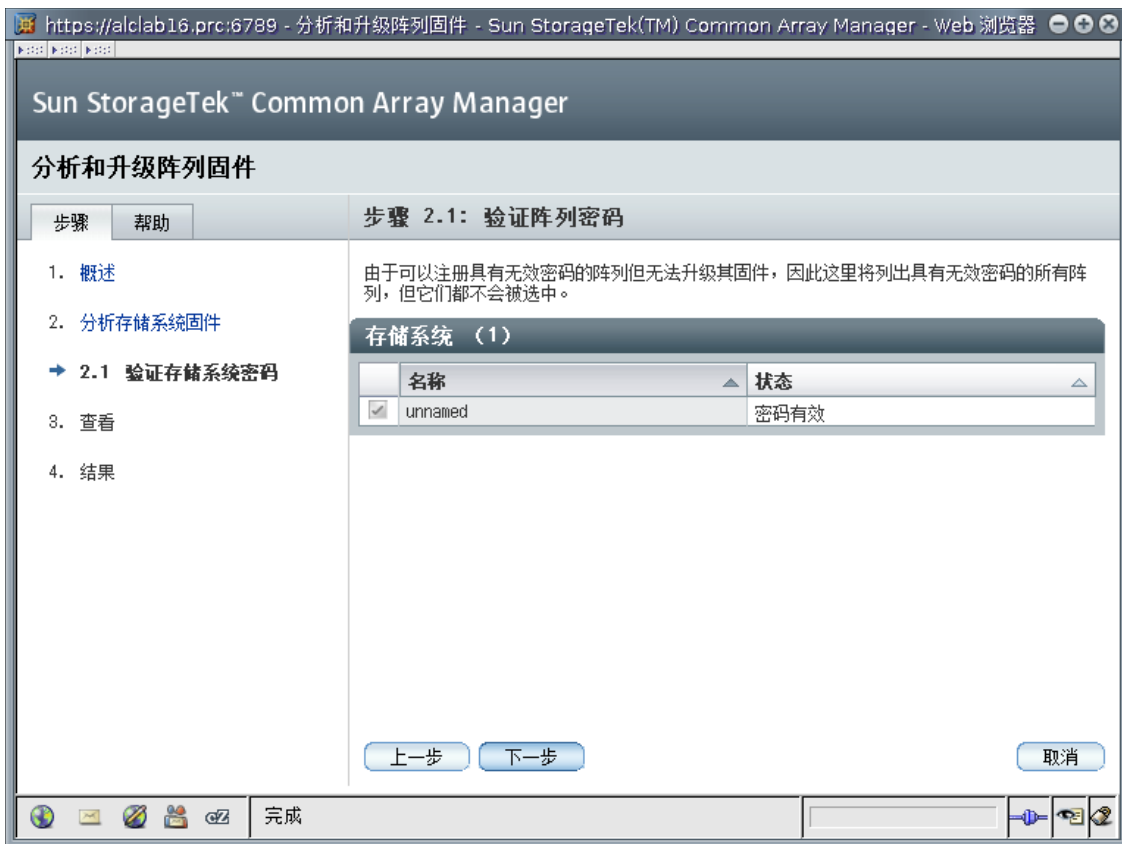 https://alclab16.prc:6789 - 分析和升级阵列固件 - Sun StorageTek(TM) Common Array Manager - Web 浏览器
Sun StorageTek™ Common Array Manager
分析和升级阵列固件
步骤
帮助
1. 概述
2. 分析存储系统固件
2.1 验证存储系统密码
3. 查看
4. 结果
步骤 2.1: 验证阵列密码
由于可以注册具有无效密码的阵列但无法升级其固件，因此这里将列出具有无效密码的所有阵
列，但它们都不会被选中。
存储系统 （1）
名称
状态
unnamed
密码有效
上一步
下一步
取消
完成